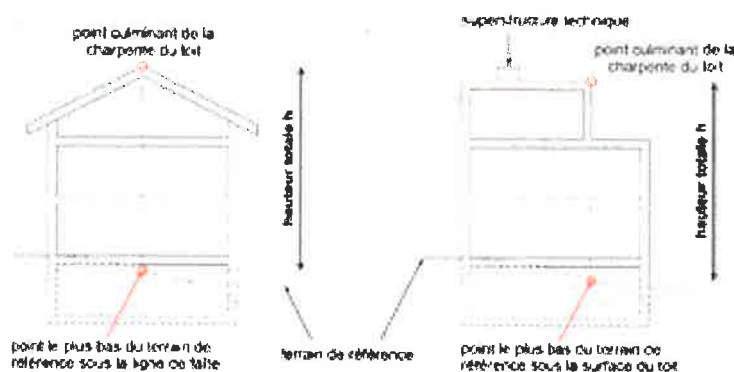 point culminant de la
charpente du toit
hauteur totale h
point le plus bas du terrain de
référence sous la ligne de faîte
terrain de référence
superstructure technique
point culminant de la
charpente du toit
hauteur totale h
point le plus bas du terrain de
référence sous la surface du toit